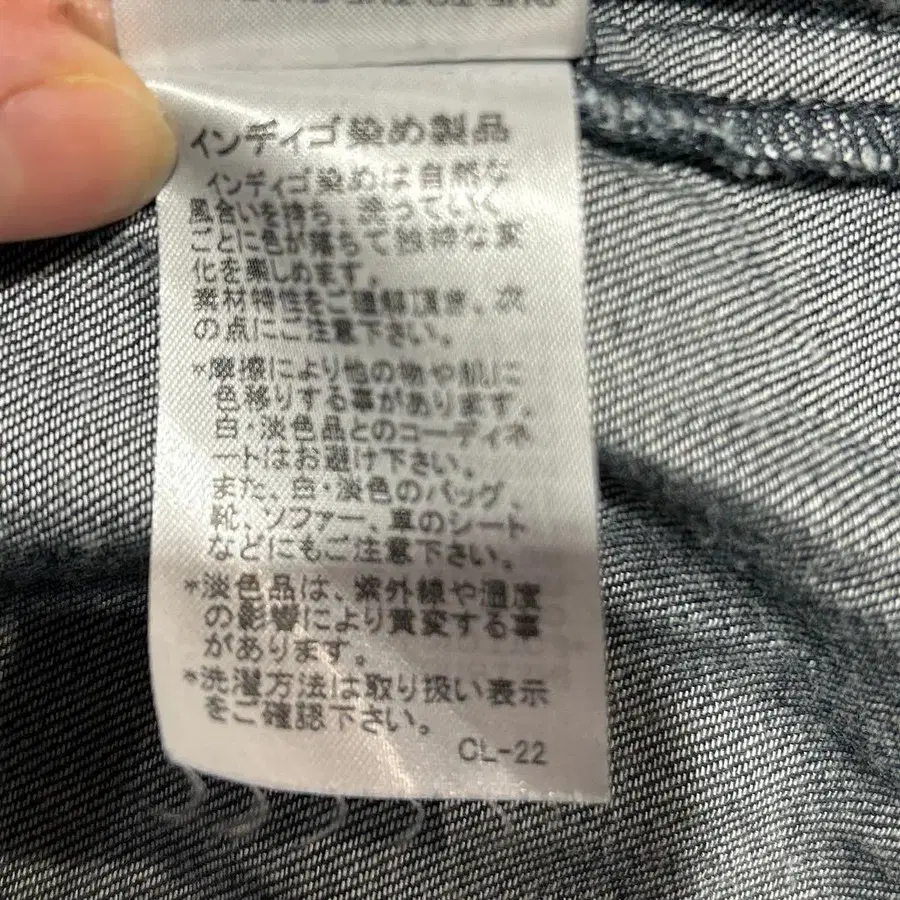 インディゴ染め製品
インディゴ染めは自然な
風合いを持ち、洗っていく
ごとに色が落ちて独特な変
化を楽しめます。
素材特性をご理解頂き、次
の点にご注意下さい。
*摩擦により他の物や肌に
色移りする事があります。
白・淡色品とのコーディネ
ートはお避け下さい。
また、白・淡色のバッグ、
靴、ソファー、車のシート
などにもご注意下さい。
*淡色品は、紫外線や温度
の影響により黄変する事
があります。
*洗濯方法は取り扱い表示
をご確認下さい。
CL-22